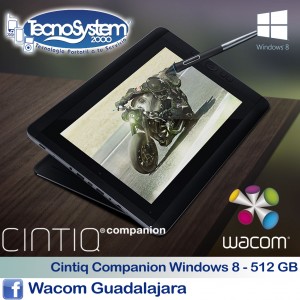 TecnoSystem
2000
Tecnología Portátil a tu Servicio
Windows 8
CINTIQ® companion
wacom®
Cintiq Companion Windows 8 - 512 GB
f Wacom Guadalajara